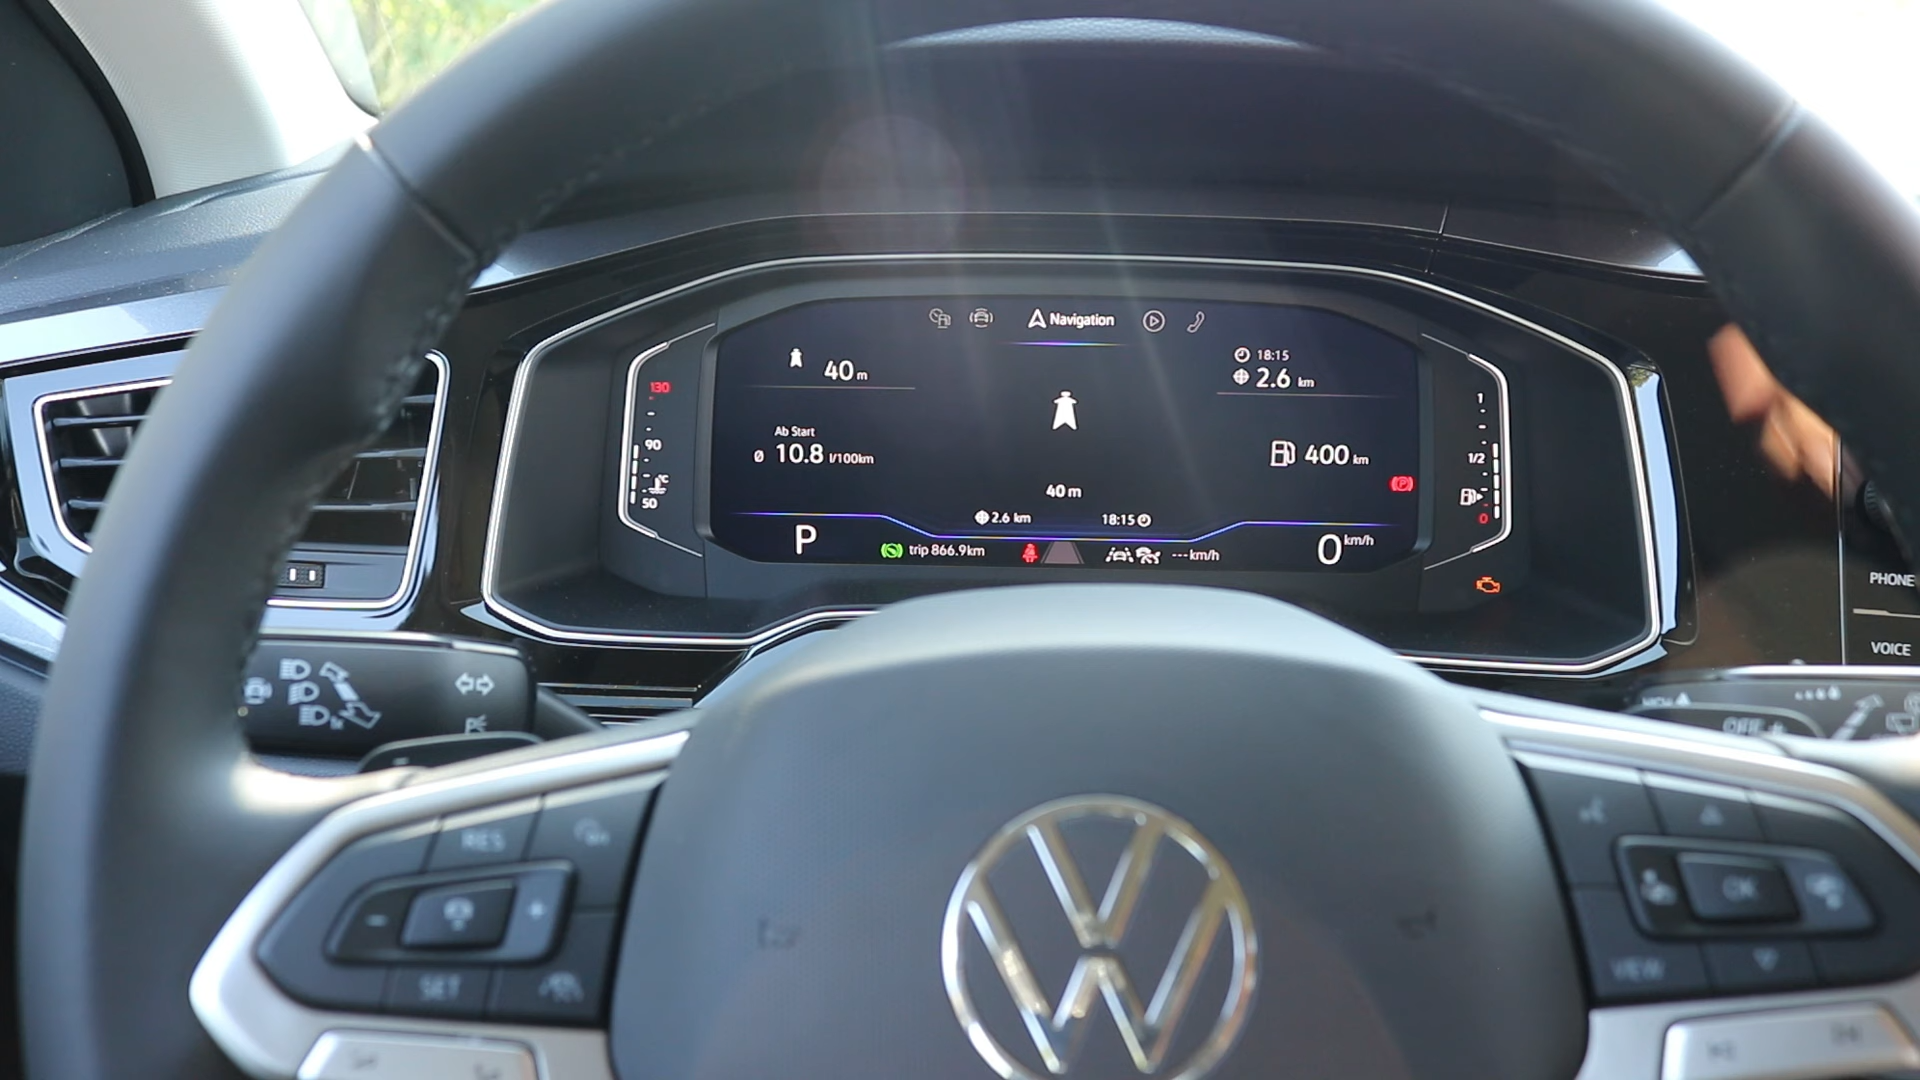 Navigation
40 m
18:15
2.6 km
130
90
50
Ab Start
Ø 10.8 l/100km
400 km
1
1/2
0
40 m
2.6 km
18:15
P
trip 866.9km
---km/h
0 km/h
PHONE
VOICE
OFF
RES
SET
OK
VIEW